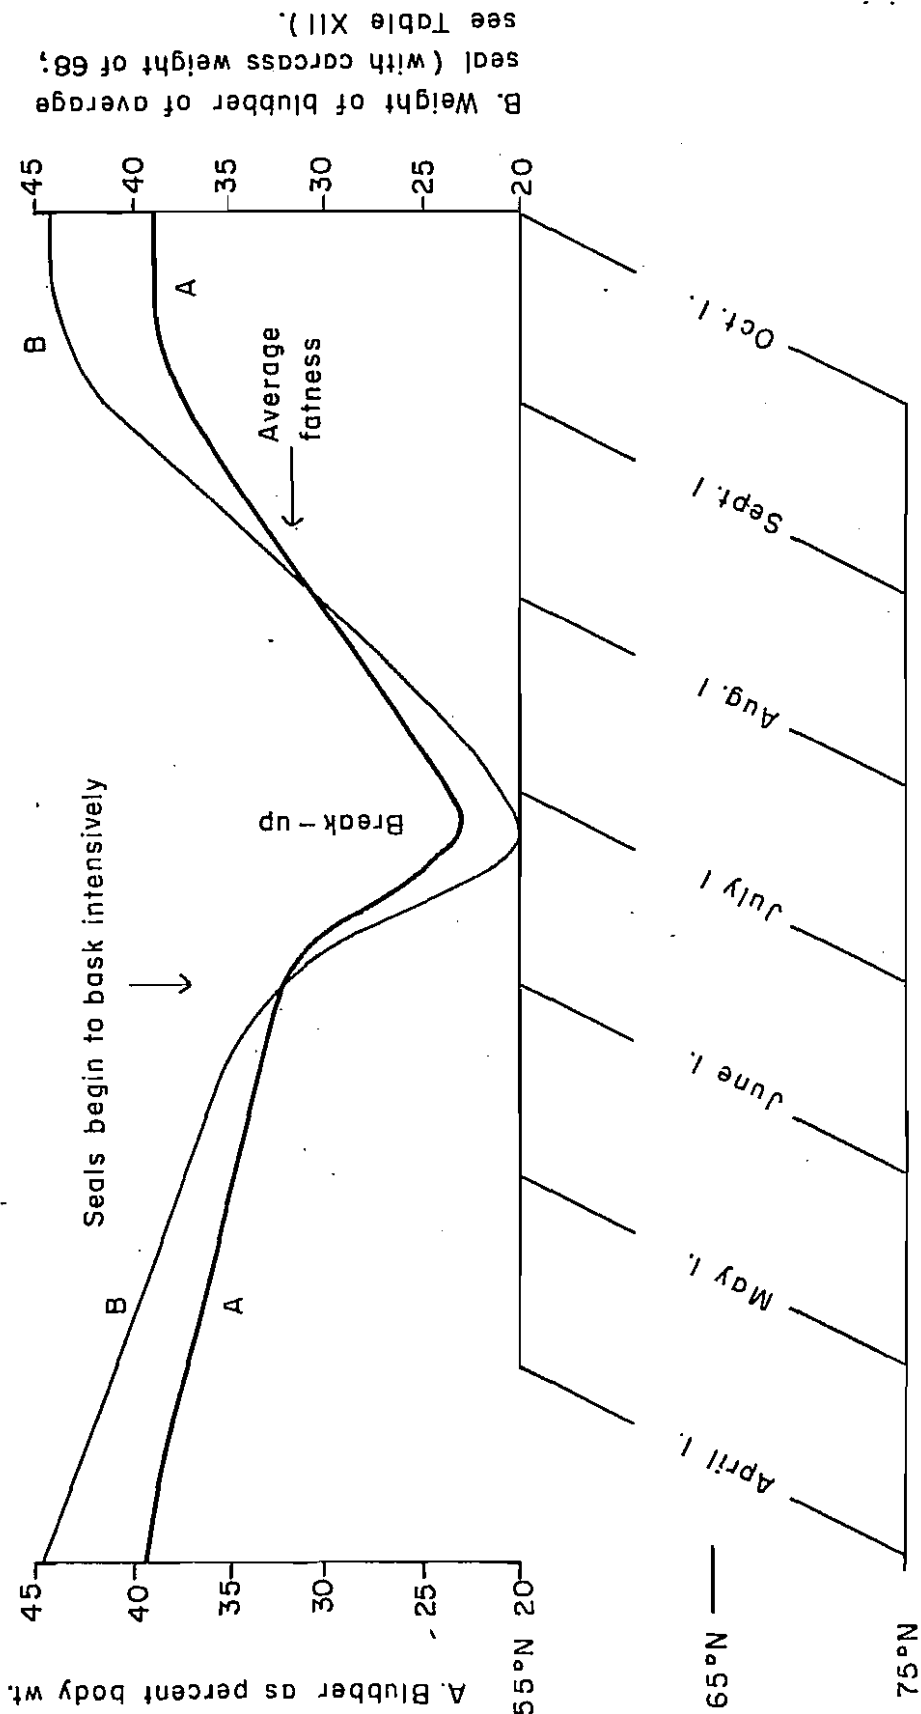 A. Blubber as percent body wt.
45
40
35
30
25
20
B
A
Seals begin to bask intensively
Break-up
Average
fatness
B
A
45
39
35
30
25
20
B. Weight of blubber of average
seal (with carcass weight of 68;
see Table XII).
55°N
65°N
75°N
April 1.
May 1.
June 1.
July 1
Aug. 1
Sept. 1
Oct. 1.